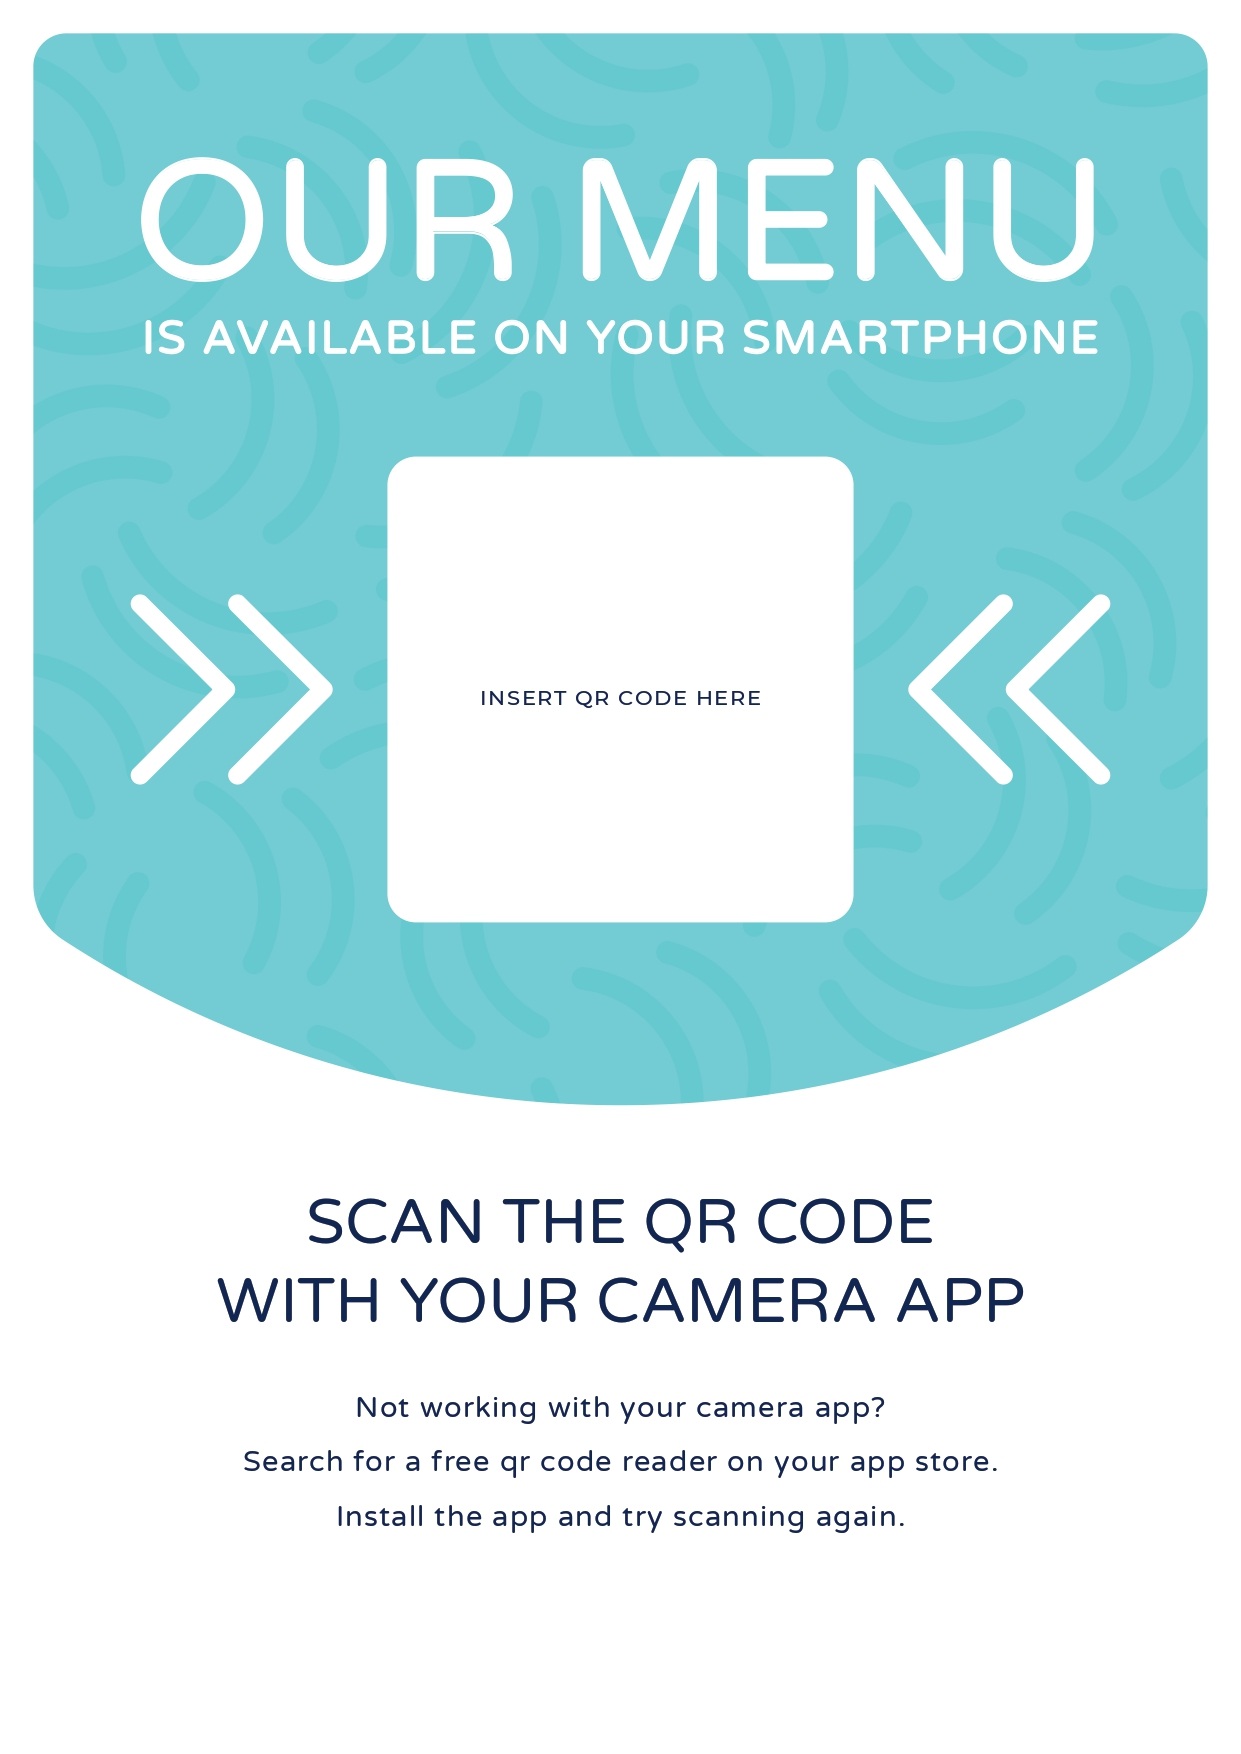 OUR MENU
IS AVAILABLE ON YOUR SMARTPHONE
INSERT QR CODE HERE
SCAN THE QR CODE
WITH YOUR CAMERA APP
Not working with your camera app?
Search for a free qr code reader on your app store.
Install the app and try scanning again.